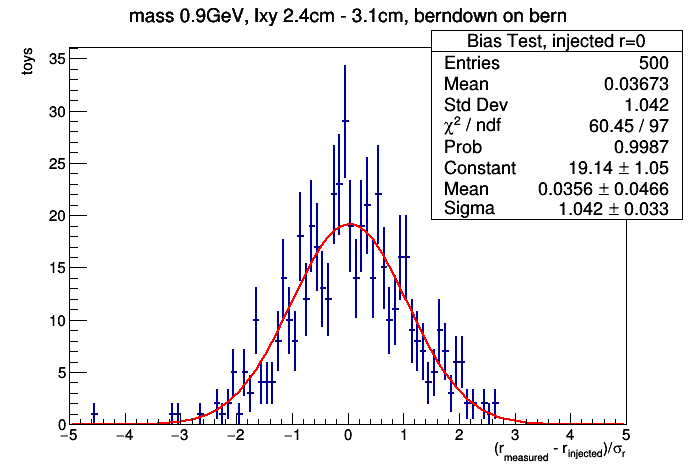 mass 0.9GeV, lxy 2.4cm - 3.1cm, berndown on bern
Bias Test, injected r=0
Entries 500
Mean 0.03673
Std Dev 1.042
χ² / ndf 60.45 / 97
Prob 0.9987
Constant 19.14 ± 1.05
Mean 0.0356 ± 0.0466
Sigma 1.042 ± 0.033
toys
35
30
25
20
15
10
5
0
−5 −4 −3 −2 −1 0 1 2 3 4 5
(r_measured - r_injected)/σ_r